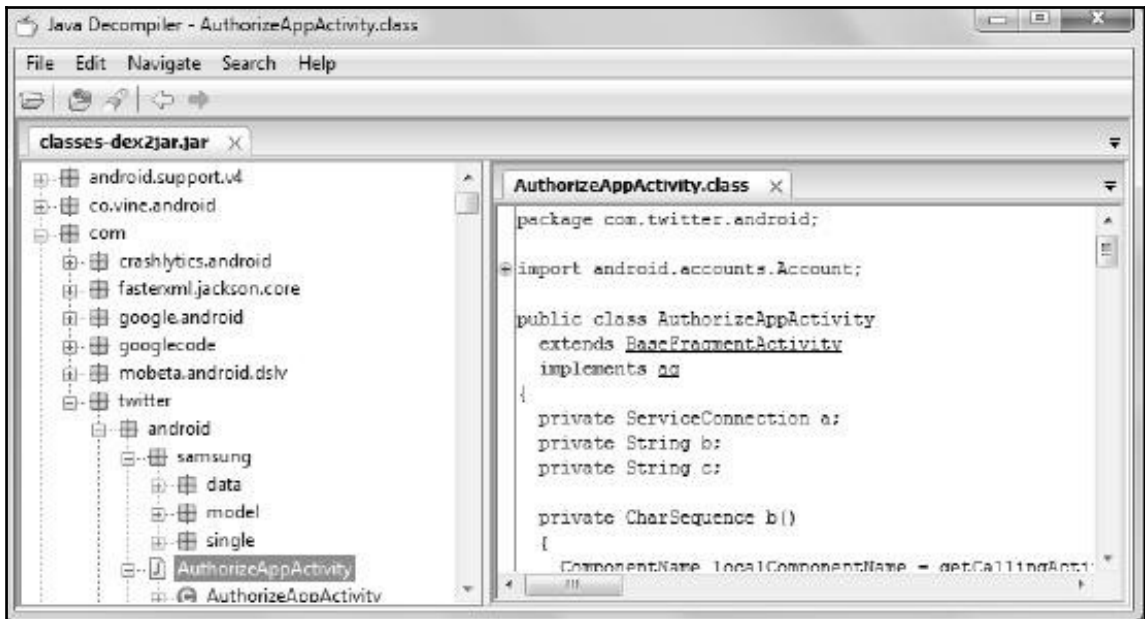 Java Decompiler - AuthorizeAppActivity.class
File Edit Navigate Search Help
classes-dex2jar.jar
android.support.v4
co.vine.android
com
crashlytics.android
fasterxml.jackson.core
google.android
googlecode
mobeta.android.dslv
twitter
android
samsung
data
model
single
AuthorizeAppActivity
AuthorizeAppActivity
AuthorizeAppActivity.class
package com.twitter.android;
import android.accounts.Account;
public class AuthorizeAppActivity
extends BaseFragmentActivity
implements
{
private ServiceConnection a;
private String b;
private String c;
private CharSequence b()
{
ComponentName localComponentName = getCallingActi